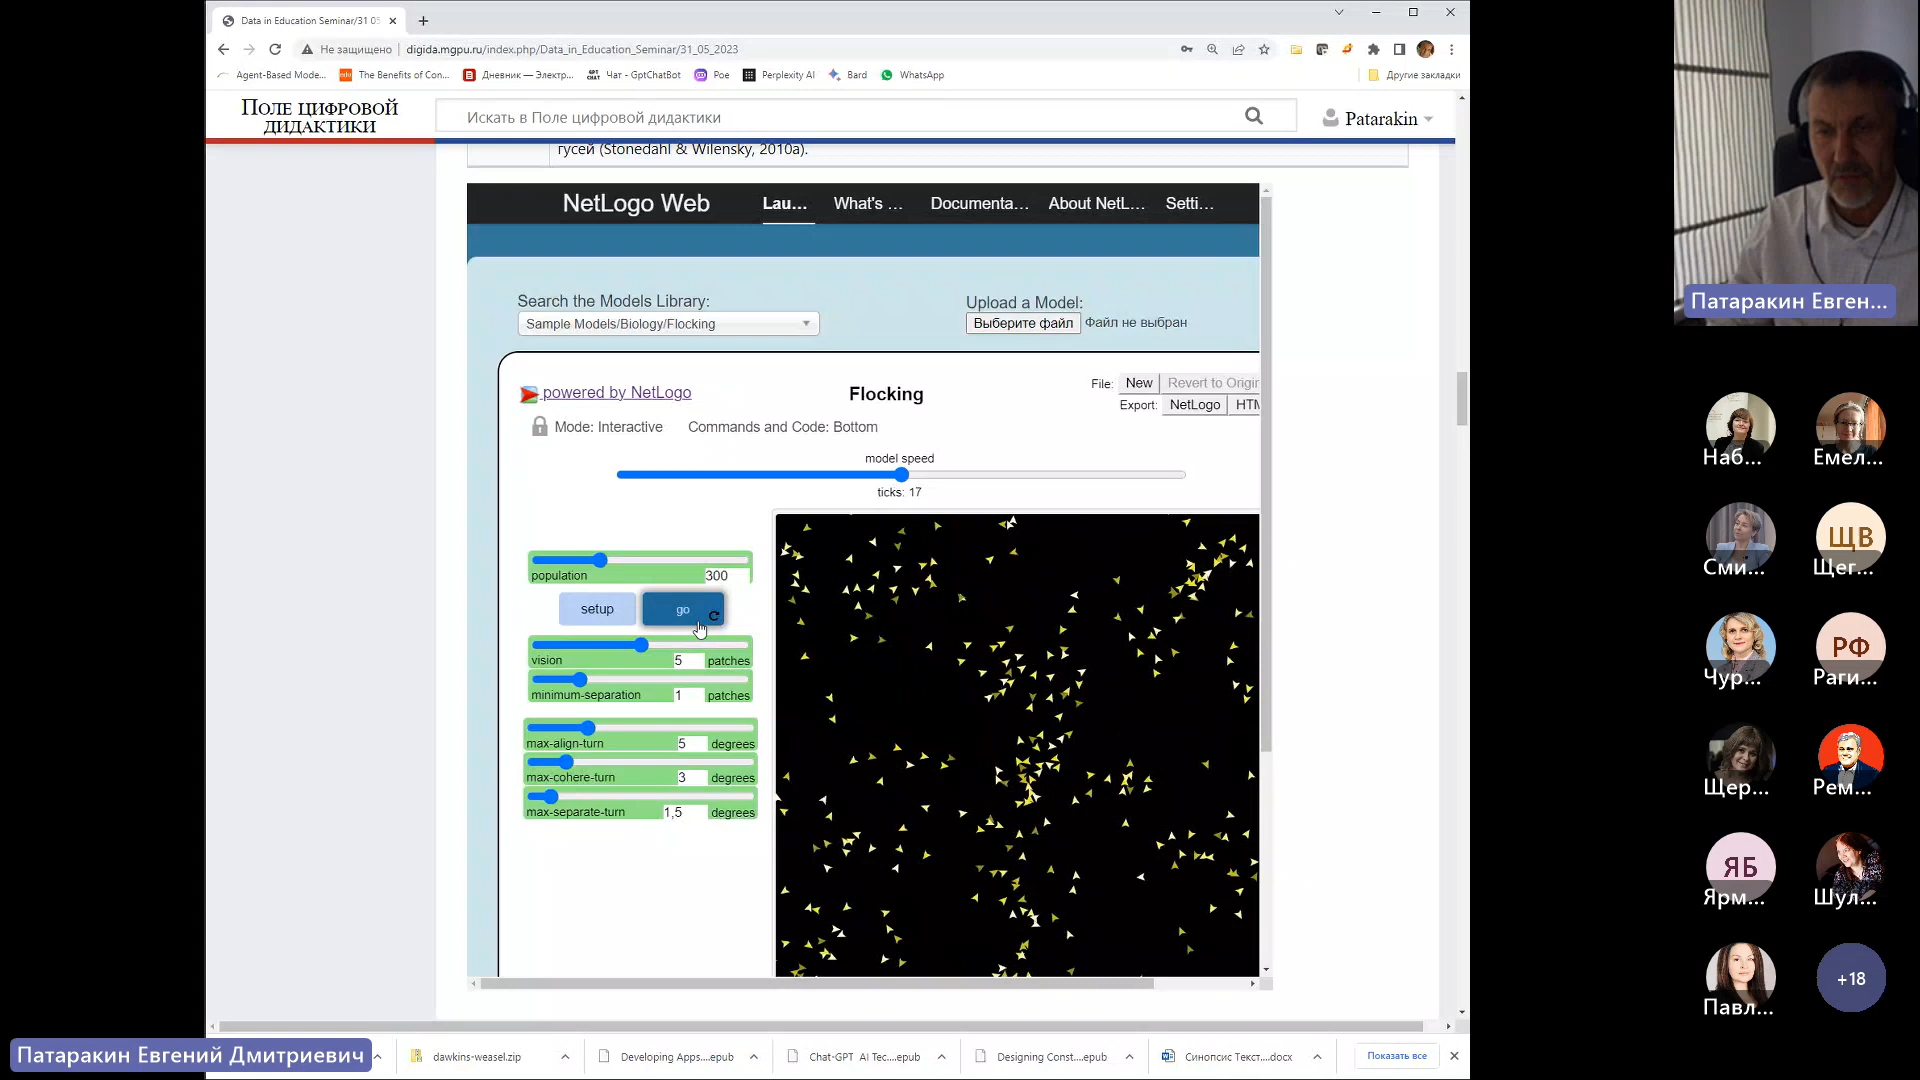 Data in Education Seminar/31 05
Не защищено
digida.mgpu.ru/index.php/Data_in_Education_Seminar/31_05_2023
Agent-Based Mode...
The Benefits of Con...
Дневник — Электр...
Чат - GptChatBot
Poe
Perplexity AI
Bard
WhatsApp
Другие закладки
Поле цифровой
дидактики
Искать в Поле цифровой дидактики
Patarakin
гусей (Stonedahl & Wilensky, 2010a).
NetLogo Web
Lau...
What's ...
Documenta...
About NetL...
Setti...
Search the Models Library:
Sample Models/Biology/Flocking
Upload a Model:
Выберите файл
Файл не выбран
powered by NetLogo
Flocking
File: New Revert to Origir
Export: NetLogo HTM
Mode: Interactive
Commands and Code: Bottom
model speed
ticks: 17
population 300
setup
go
vision 5 patches
minimum-separation 1 patches
max-align-turn 5 degrees
max-cohere-turn 3 degrees
max-separate-turn 1,5 degrees
dawkins-weasel.zip
Developing Apps....epub
Chat-GPT AI Tec....epub
Designing Const....epub
Синопсис Текст....docx
Показать все
Патаракин Евгений Дмитриевич
Патаракин Евген...
Наб...
Емел...
Сми...
ЩВ
Щег...
Чур...
РФ
Раги...
Щер...
Рем...
ЯБ
Ярм...
Шул...
Павл...
+18